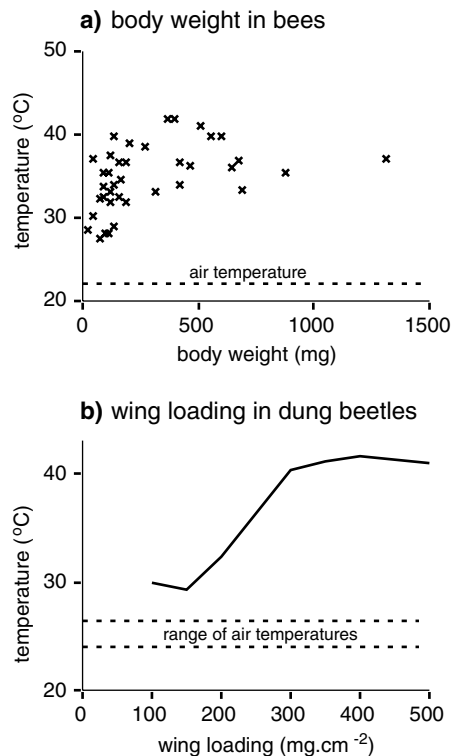 a) body weight in bees
50
40
30
20
temperature (ºC)
air temperature
0 500 1000 1500
body weight (mg)
b) wing loading in dung beetles
40
30
20
temperature (ºC)
range of air temperatures
0 100 200 300 400 500
wing loading (mg.cm -2)